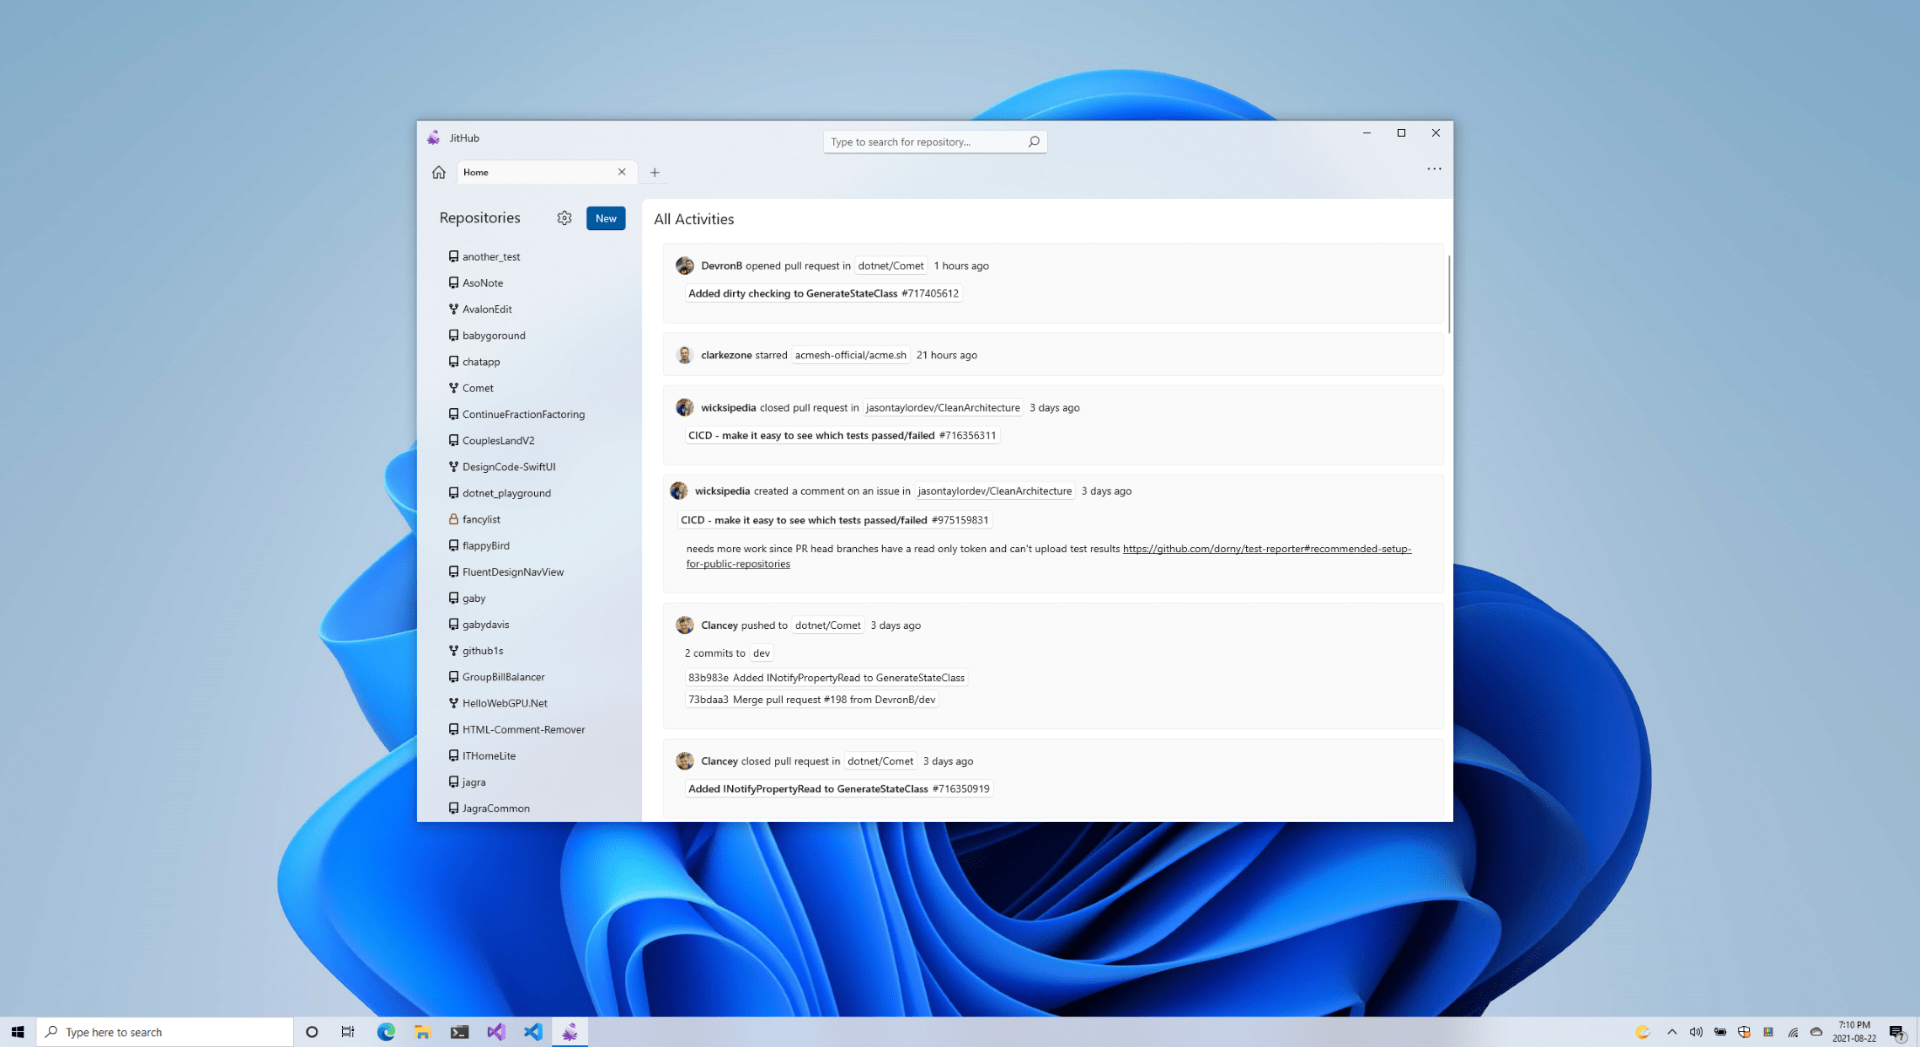 JitHub
Type to search for repository...
Home
Repositories
New
All Activities
another_test
AsoNote
AvalonEdit
babygoround
chatapp
Comet
ContinueFractionFactoring
CouplesLandV2
DesignCode-SwiftUI
dotnet_playground
fancylist
flappyBird
FluentDesignNavView
gaby
gabydavis
github1s
GroupBillBalancer
HelloWebGPU.Net
HTML-Comment-Remover
ITHomeLite
jagra
JagraCommon
DevronB opened pull request in dotnet/Comet 1 hours ago
Added dirty checking to GenerateStateClass #717405612
clarkezone starred acmesh-official/acme.sh 21 hours ago
wicksipedia closed pull request in jasontaylordev/CleanArchitecture 3 days ago
CICD - make it easy to see which tests passed/failed #716356311
wicksipedia created a comment on an issue in jasontaylordev/CleanArchitecture 3 days ago
CICD - make it easy to see which tests passed/failed #975159831
needs more work since PR head branches have a read only token and can't upload test results https://github.com/dorny/test-reporter#recommended-setup-
for-public-repositories
Clancey pushed to dotnet/Comet 3 days ago
2 commits to dev
83b983e Added INotifyPropertyRead to GenerateStateClass
73bdaa3 Merge pull request #198 from DevronB/dev
Clancey closed pull request in dotnet/Comet 3 days ago
Added INotifyPropertyRead to GenerateStateClass #716350919
Type here to search
7:10 PM
2021-08-22